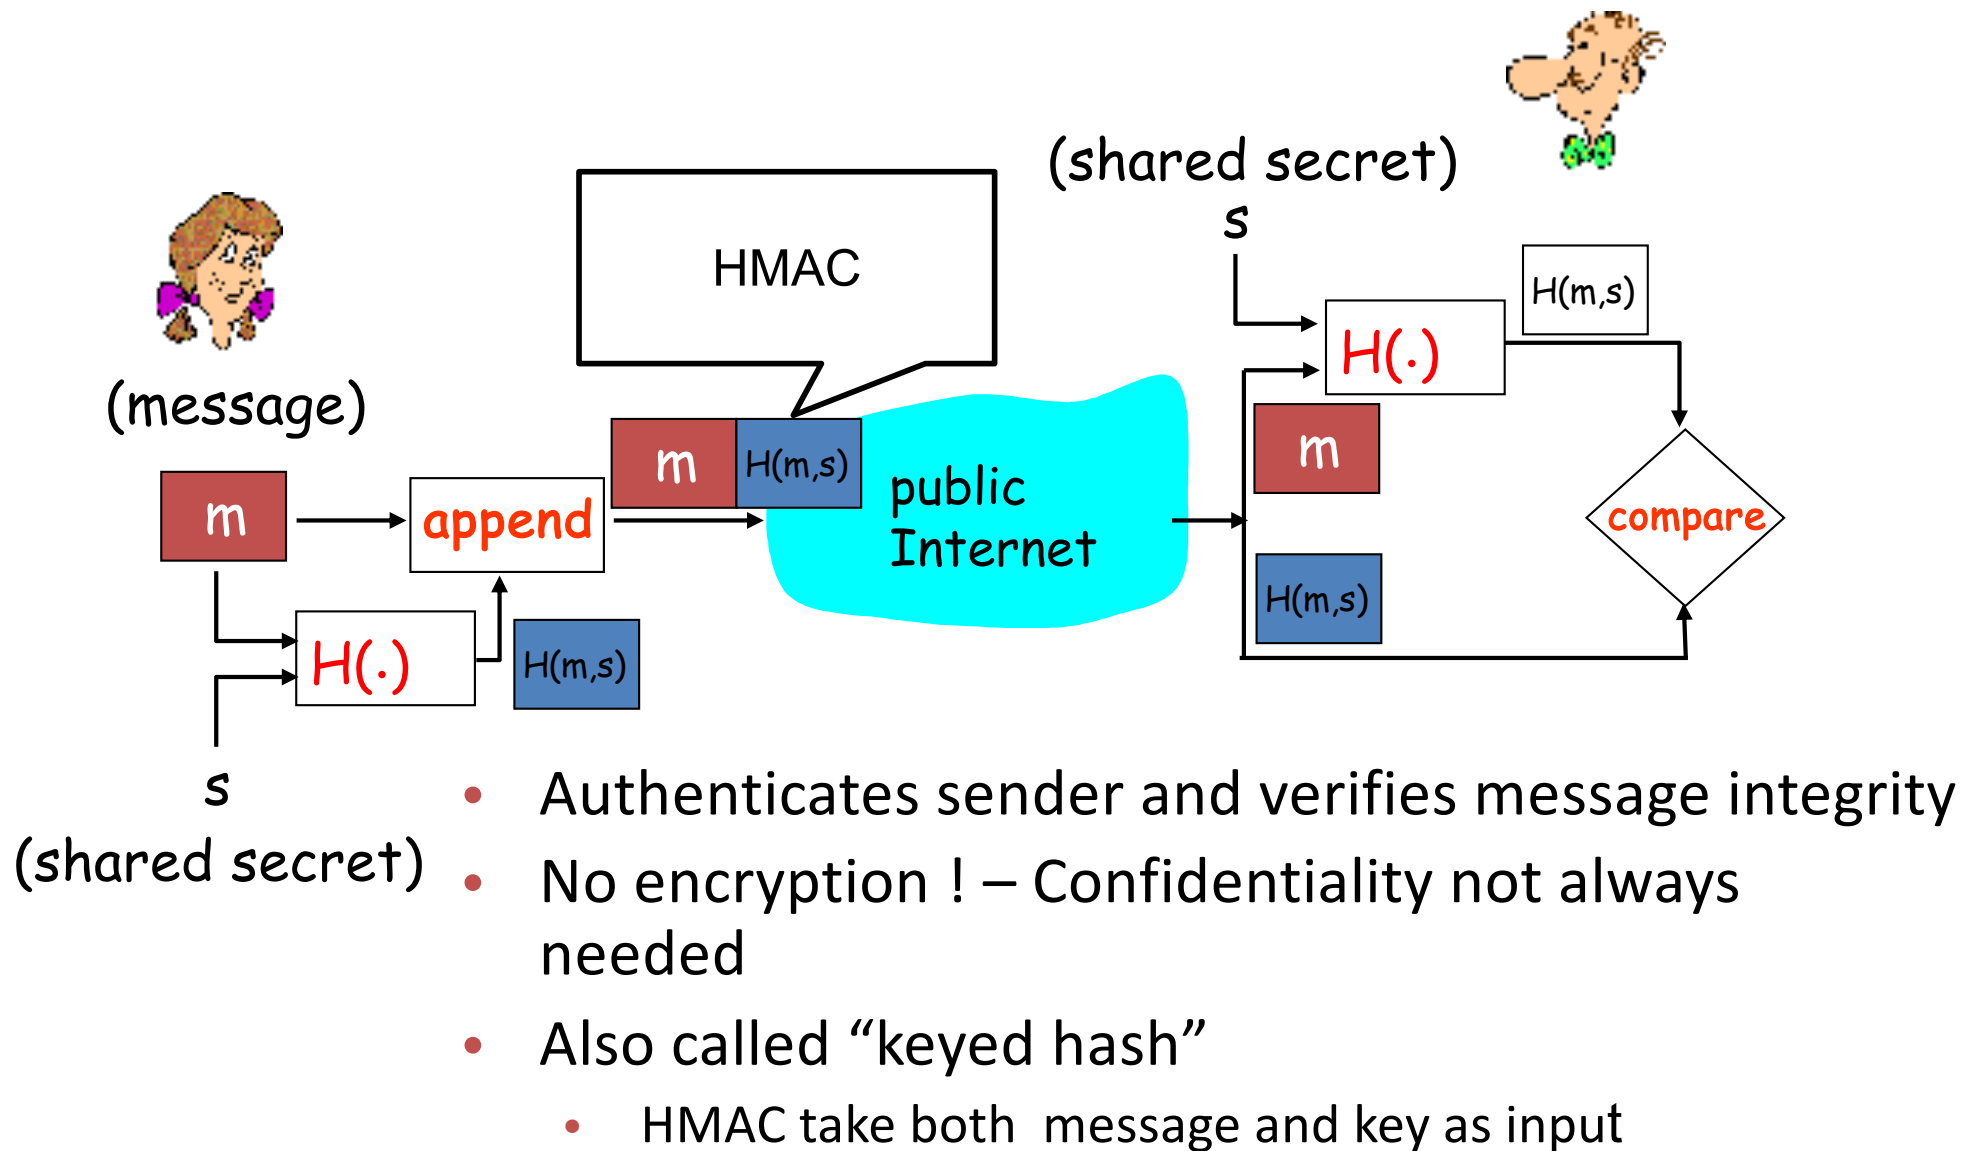 (shared secret)
s
HMAC
H(m,s)
H(.)
(message)
m
H(m,s)
m
m
append
public
Internet
compare
H(m,s)
H(.)
H(m,s)
s
(shared secret)
• Authenticates sender and verifies message integrity
• No encryption ! – Confidentiality not always
needed
• Also called “keyed hash”
• HMAC take both message and key as input